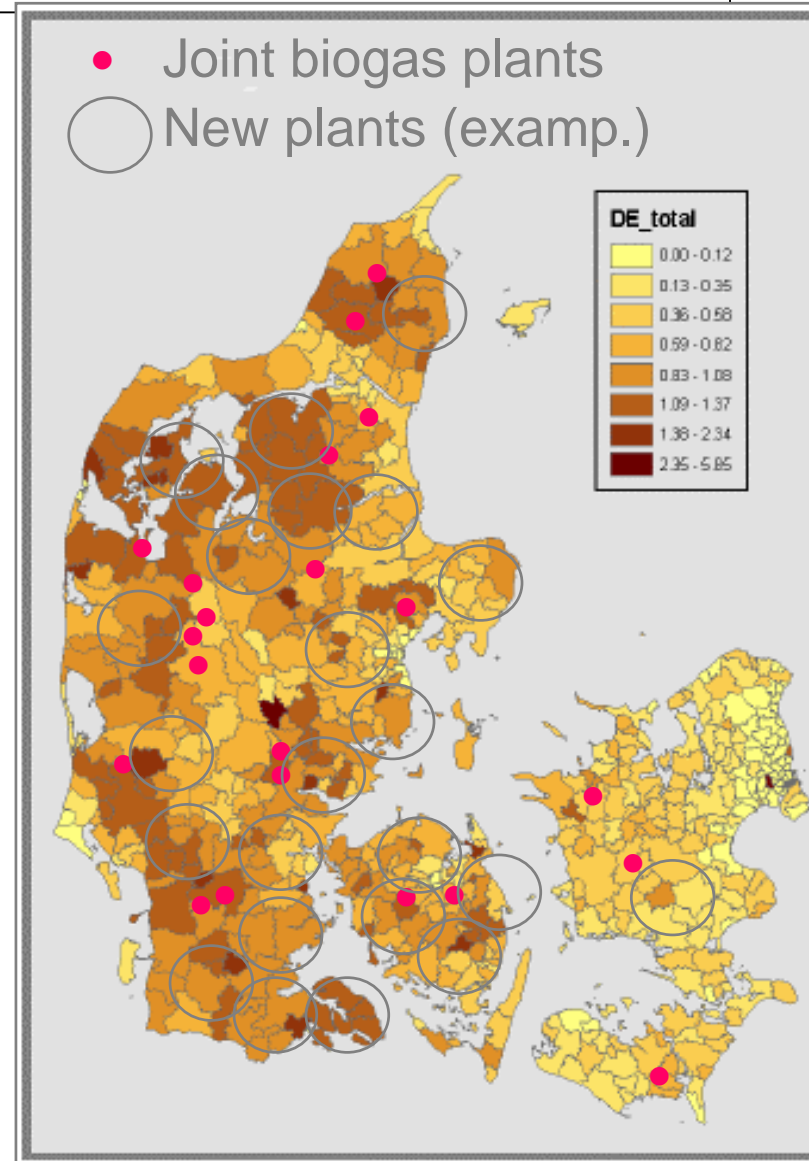 Joint biogas plants
New plants (examp.)
DE_total
0.00 - 0.12
0.13 - 0.35
0.36 - 0.58
0.59 - 0.82
0.83 - 1.08
1.09 - 1.37
1.38 - 2.34
2.35 - 5.85